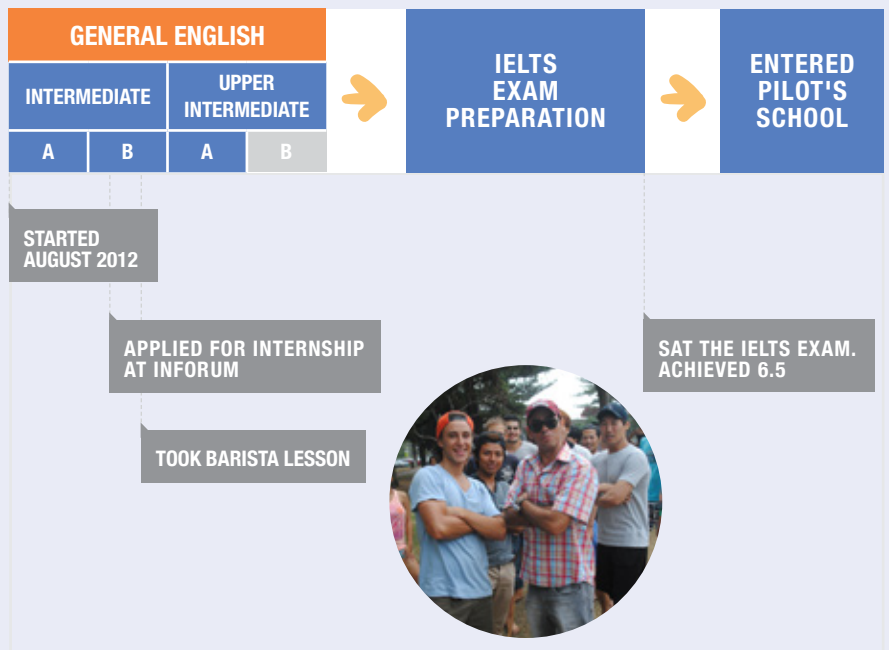 GENERAL ENGLISH
INTERMEDIATE
UPPER
INTERMEDIATE
A
B
A
B
IELTS
EXAM
PREPARATION
ENTERED
PILOT'S
SCHOOL
STARTED
AUGUST 2012
APPLIED FOR INTERNSHIP
AT INFORUM
SAT THE IELTS EXAM.
ACHIEVED 6.5
TOOK BARISTA LESSON